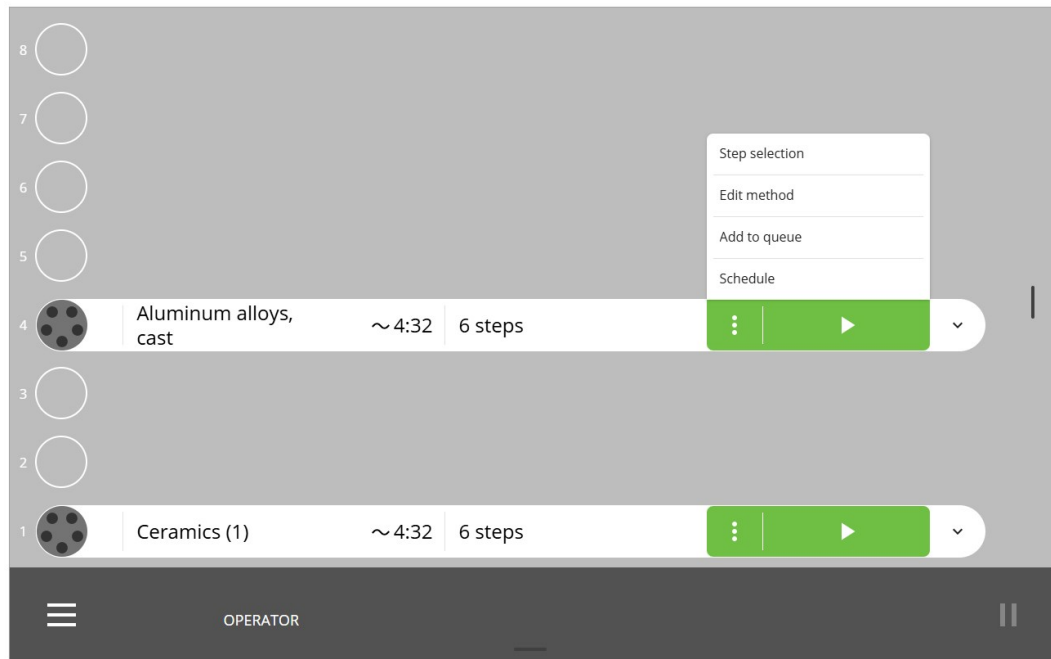 8
7
6
Step selection
Edit method
Add to queue
5
Schedule
4 Aluminum alloys,
cast ~4:32 6 steps
3
2
1 Ceramics (1) ~4:32 6 steps
OPERATOR